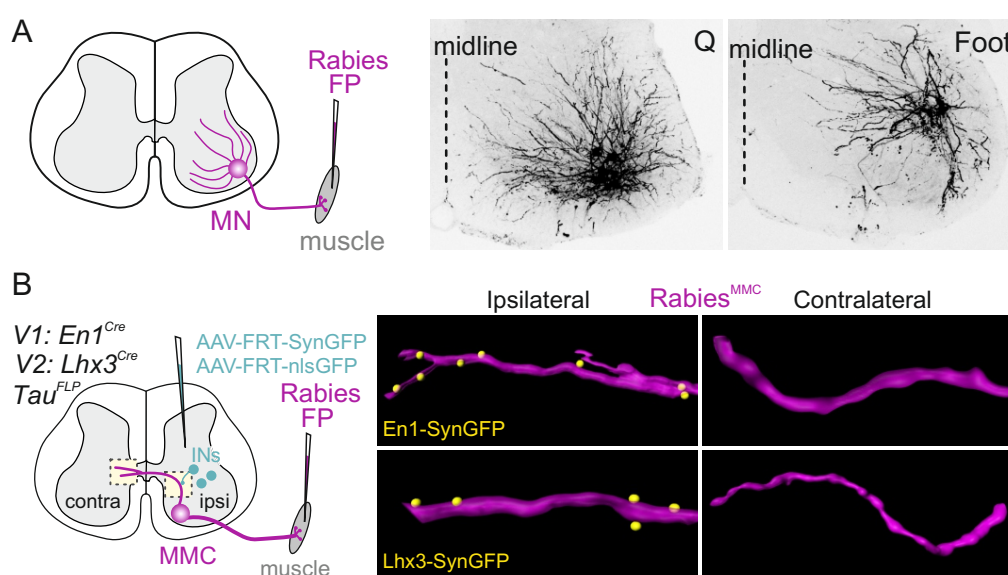 A
Rabies
FP
MN
muscle
midline
Q
midline
Foot
B
V1: En1^Cre
V2: Lhx3^Cre
Tau^FLP
AAV-FRT-SynGFP
AAV-FRT-nlsGFP
Rabies
FP
INs
contra
ipsi
MMC
muscle
Ipsilateral
Rabies^MMC
Contralateral
En1-SynGFP
Lhx3-SynGFP